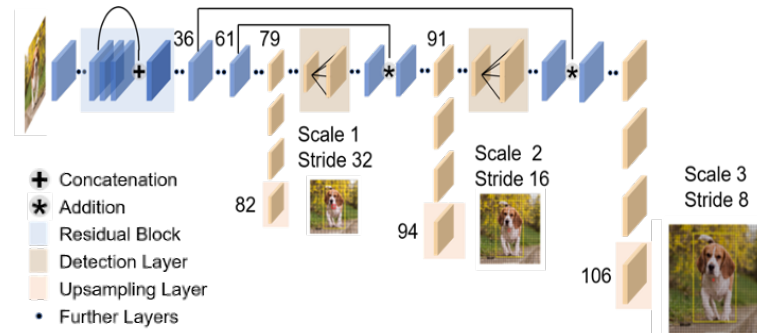 36 61 79 91
Scale 1
Stride 32
Scale 2
Stride 16
Scale 3
Stride 8
82
94
106
+ Concatenation
* Addition
Residual Block
Detection Layer
Upsampling Layer
Further Layers